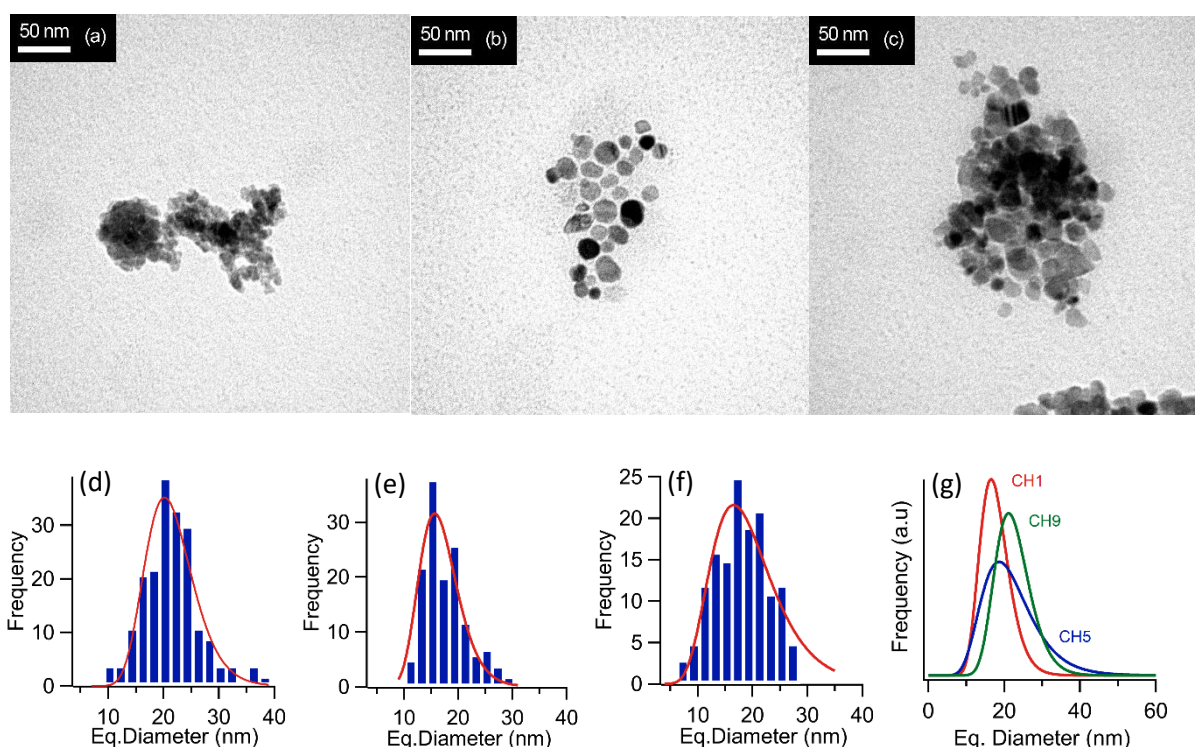 50 nm (a)
50 nm (b)
50 nm (c)
(d)
Frequency
30
20
10
0
10 20 30 40
Eq.Diameter (nm)
(e)
Frequency
30
20
10
0
10 20 30 40
Eq.Diameter (nm)
(f)
Frequency
25
20
15
10
5
0
10 20 30 40
Eq.Diameter (nm)
(g)
Frequency (a.u)
CH1
CH9
CH5
0 20 40 60
Eq. Diameter (nm)